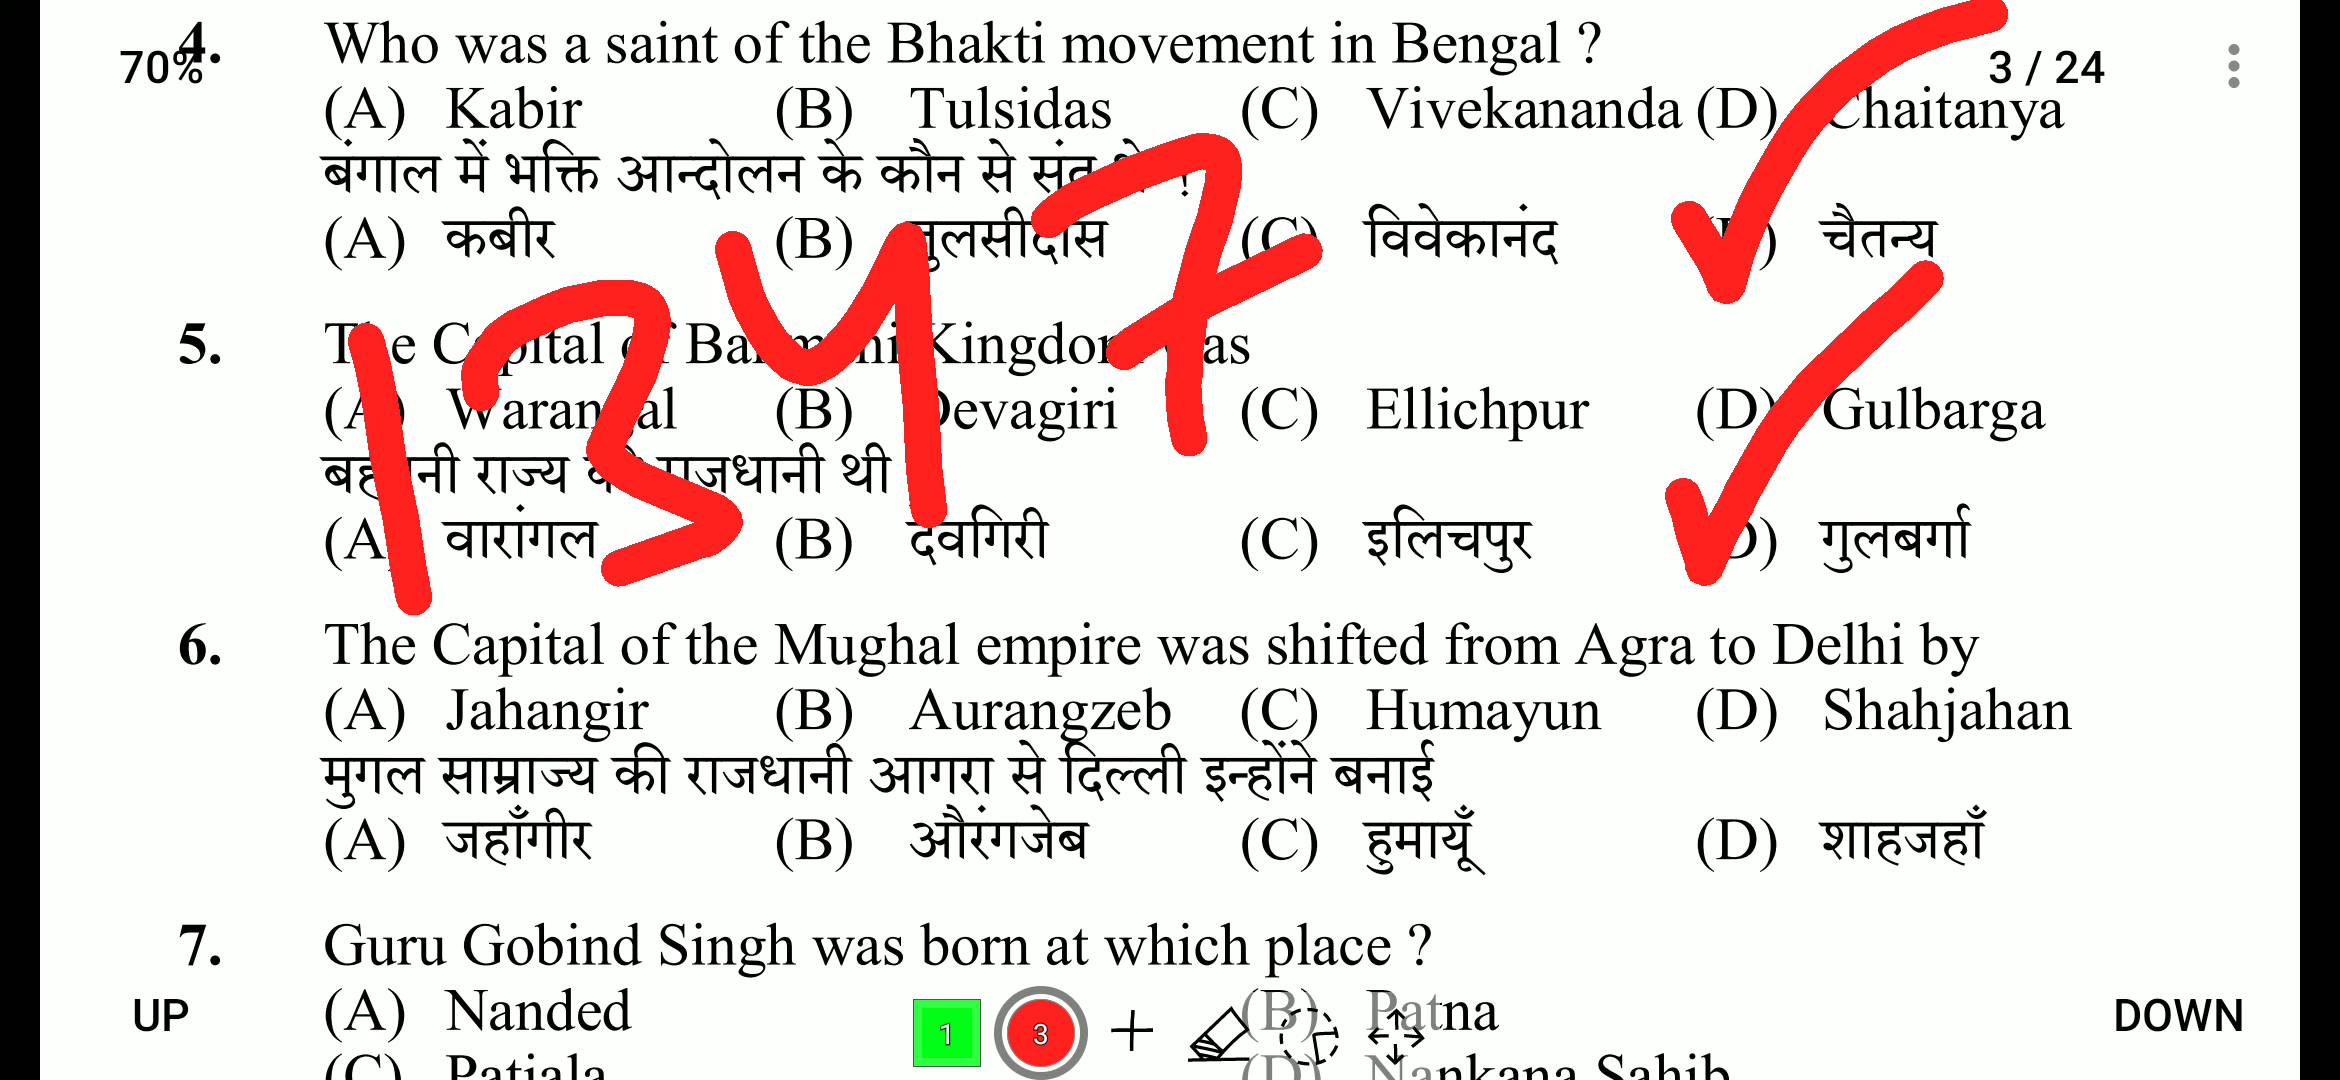 4. Who was a saint of the Bhakti movement in Bengal ?
70%
3 / 24
(A) Kabir (B) Tulsidas (C) Vivekananda (D) Chaitanya
बंगाल में भक्ति आन्दोलन के कौन से संत थे ?
(A) कबीर (B) तुलसीदास (C) विवेकानंद (D) चैतन्य
1347
5. The Capital of Bahmani Kingdom was
(A) Warangal (B) Devagiri (C) Ellichpur (D) Gulbarga
बहमनी राज्य की राजधानी थी
(A) वारांगल (B) देवगिरी (C) इलिचपुर (D) गुलबर्गा
6. The Capital of the Mughal empire was shifted from Agra to Delhi by
(A) Jahangir (B) Aurangzeb (C) Humayun (D) Shahjahan
मुगल साम्राज्य की राजधानी आगरा से दिल्ली इन्होंने बनाई
(A) जहाँगीर (B) औरंगजेब (C) हुमायूँ (D) शाहजहाँ
7. Guru Gobind Singh was born at which place ?
UP (A) Nanded 1 3 + (B) Patna DOWN
(C) Patiala (D) Nankana Sahib